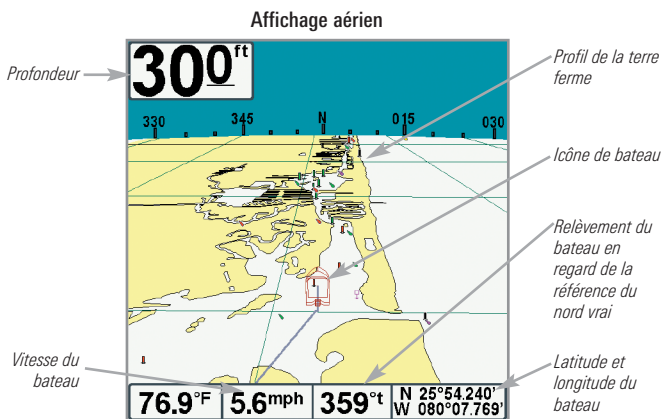 Affichage aérien
300 ft
Profondeur
Profil de la terre
ferme
330 345 N 015 030
Icône de bateau
Relèvement du
bateau en
regard de la
référence du
nord vrai
Vitesse du
bateau
Latitude et
longitude du
bateau
76.9°F
5.6mph
359°t
N 25°54.240'
W 080°07.769'